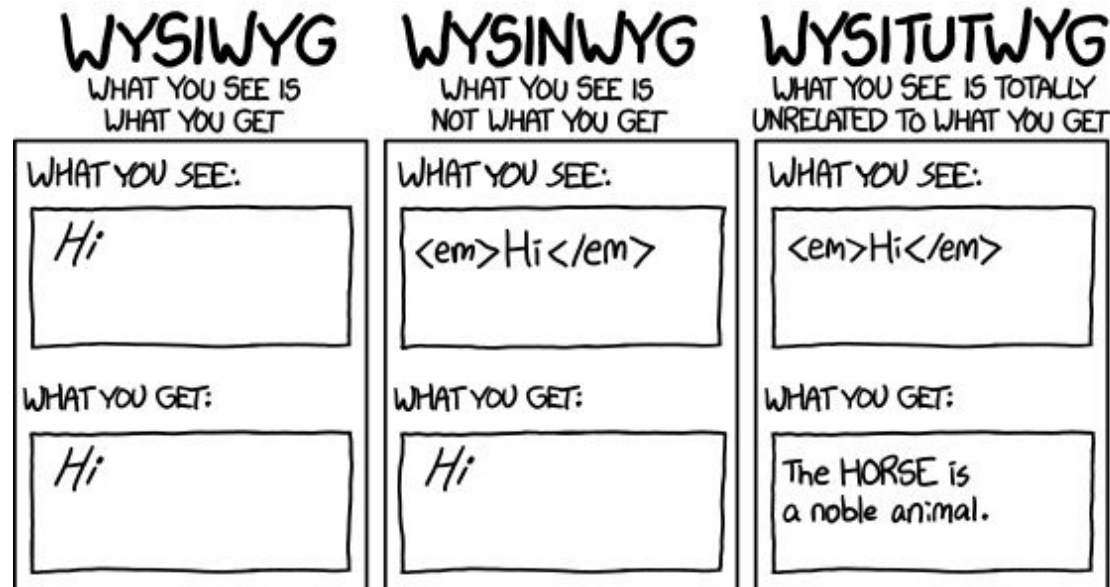 WYSIWYG
WHAT YOU SEE IS
WHAT YOU GET
WHAT YOU SEE:
Hi
WHAT YOU GET:
Hi
WYSINWYG
WHAT YOU SEE IS
NOT WHAT YOU GET
WHAT YOU SEE:
<em>Hi</em>
WHAT YOU GET:
Hi
WYSITUTWYG
WHAT YOU SEE IS TOTALLY
UNRELATED TO WHAT YOU GET
WHAT YOU SEE:
<em>Hi</em>
WHAT YOU GET:
The HORSE is
a noble animal.